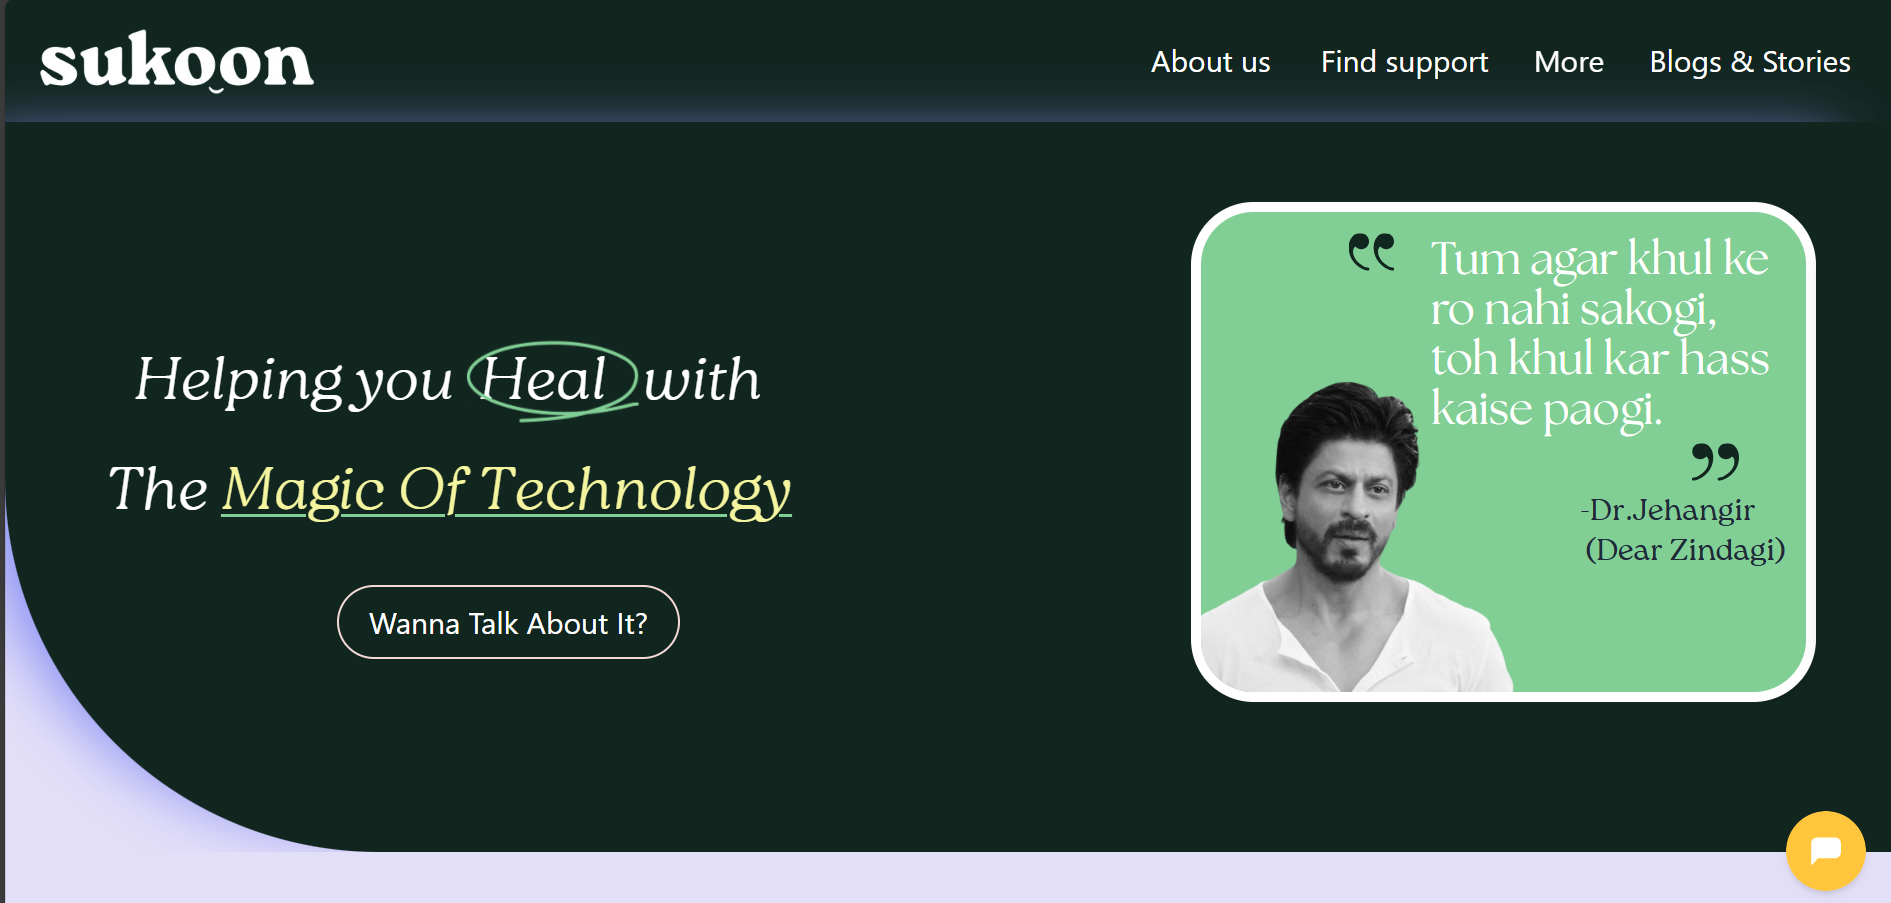 sukoon
About us Find support More Blogs & Stories
Helping you Heal with
The Magic Of Technology
Wanna Talk About It?
“ Tum agar khul ke
ro nahi sakogi,
toh khul kar hass
kaise paogi.
”
-Dr.Jehangir
(Dear Zindagi)